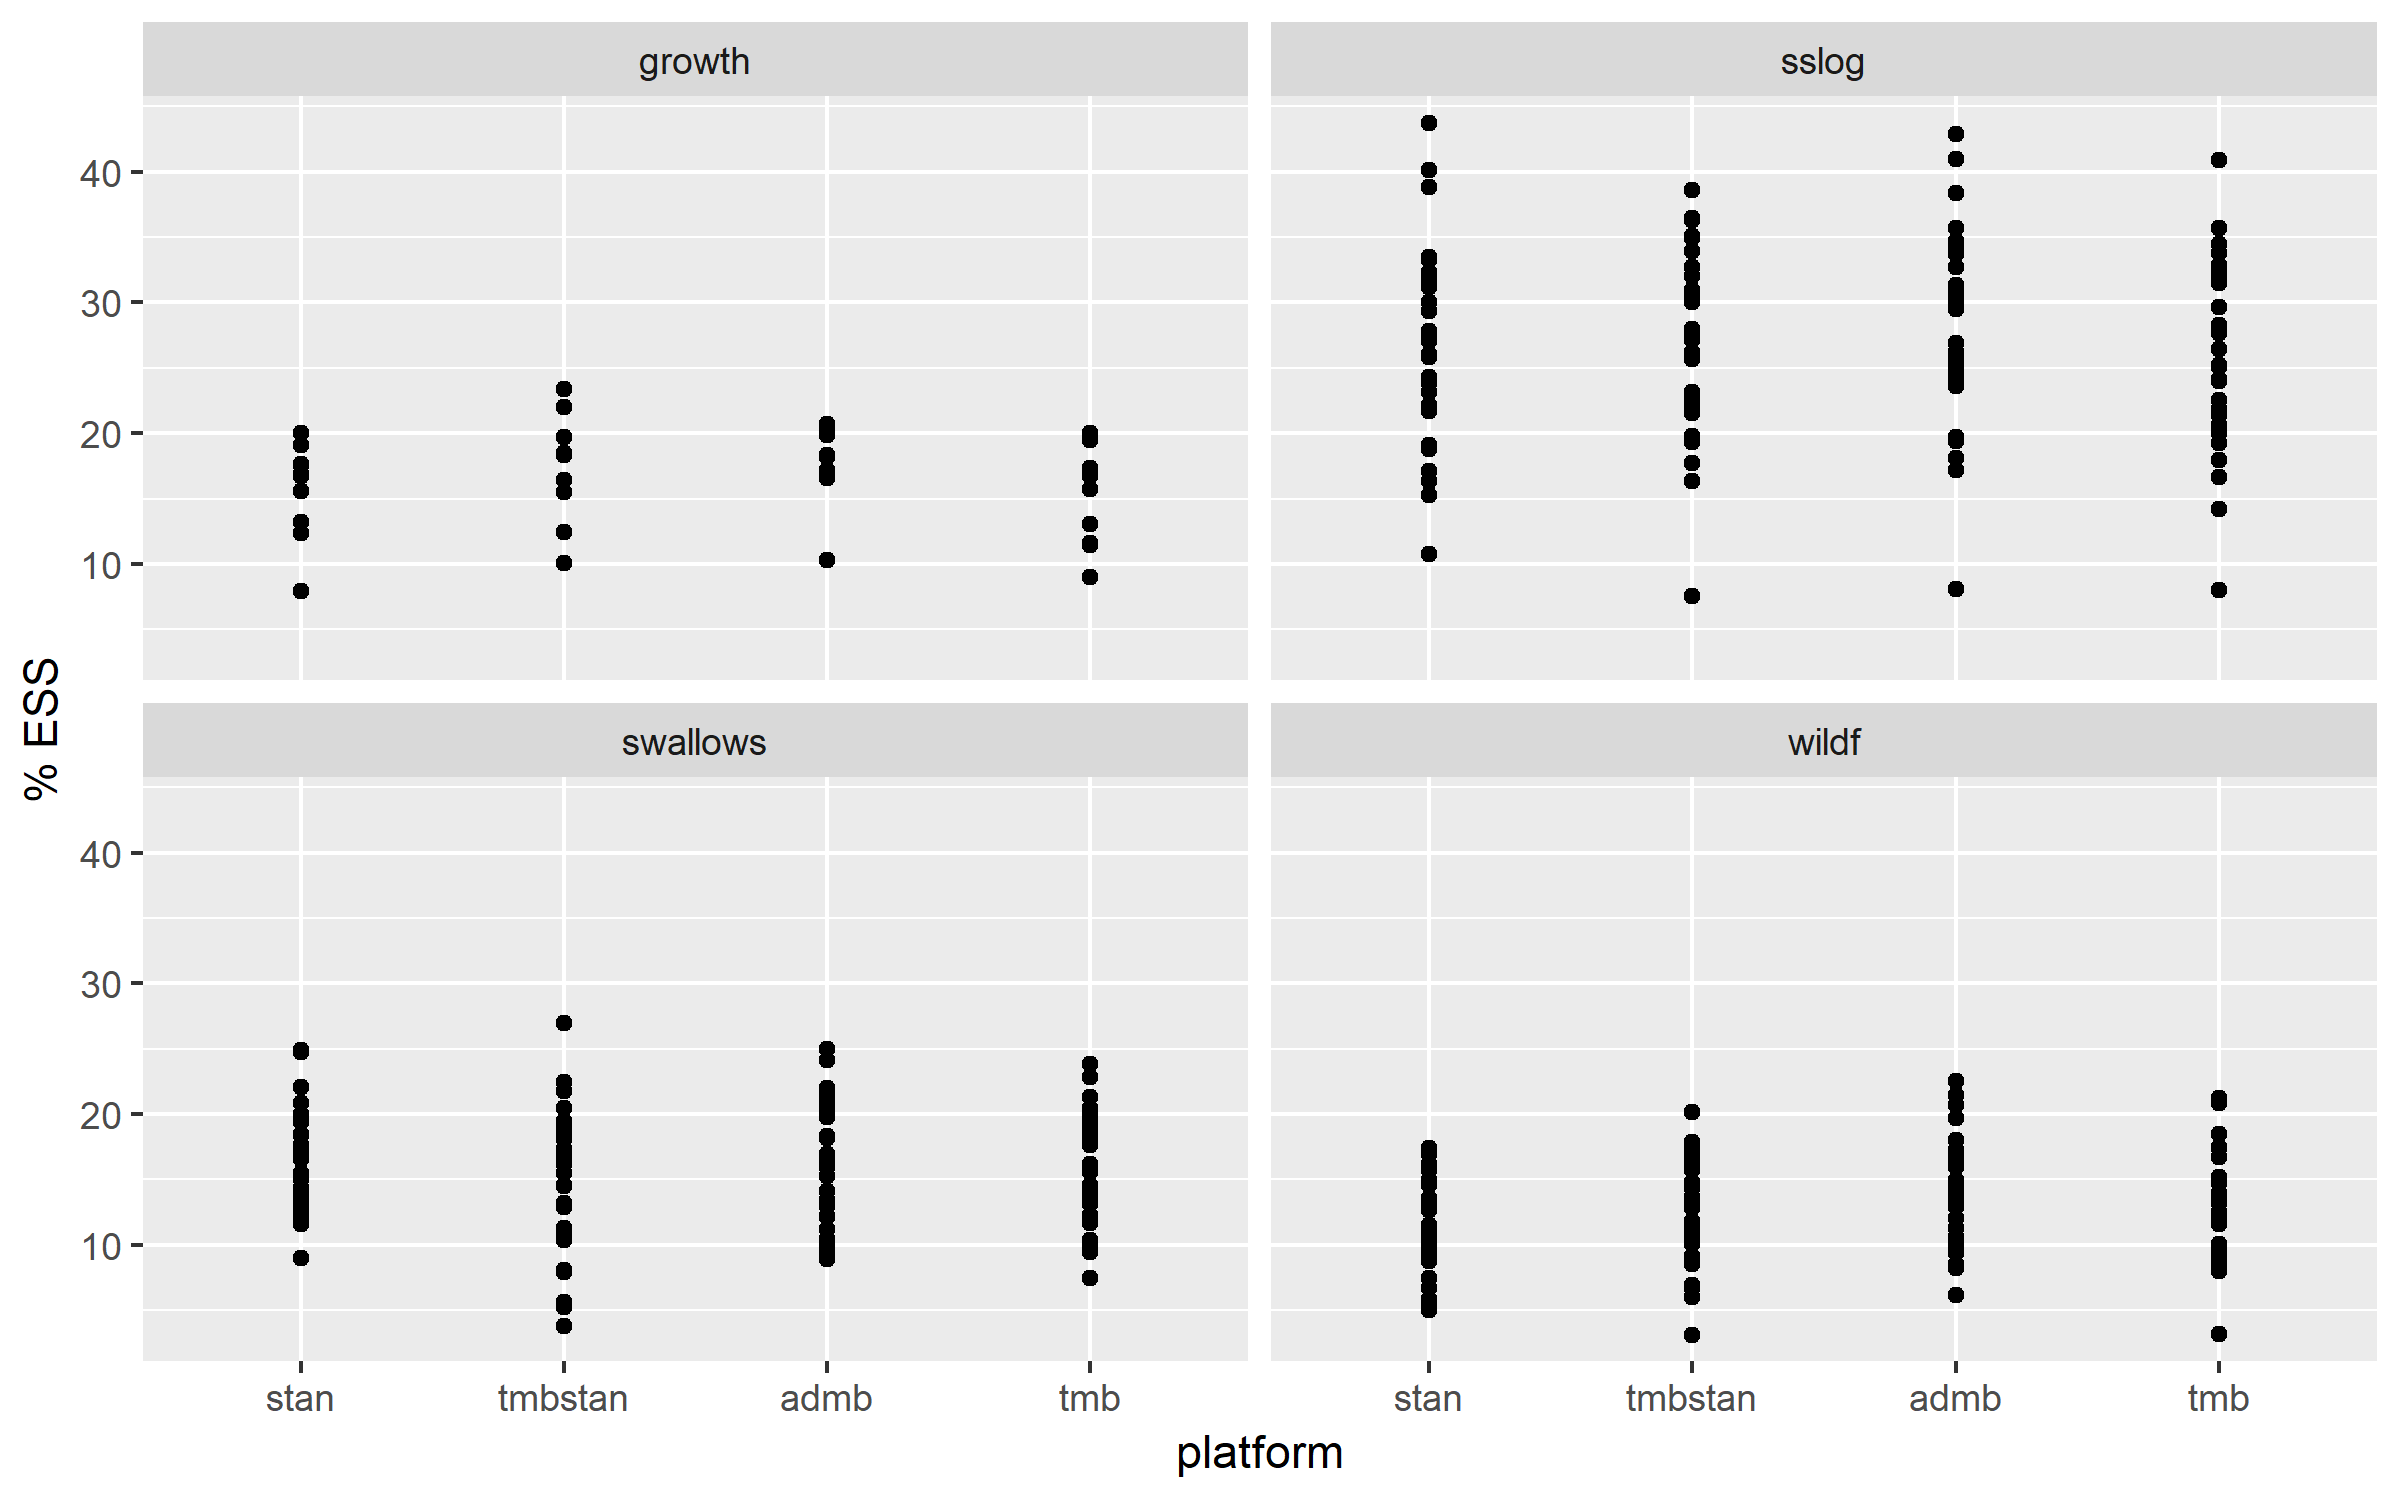 growth
sslog
40
30
20
10
% ESS
swallows
wildf
40
30
20
10
stan tmbstan admb tmb stan tmbstan admb tmb
platform